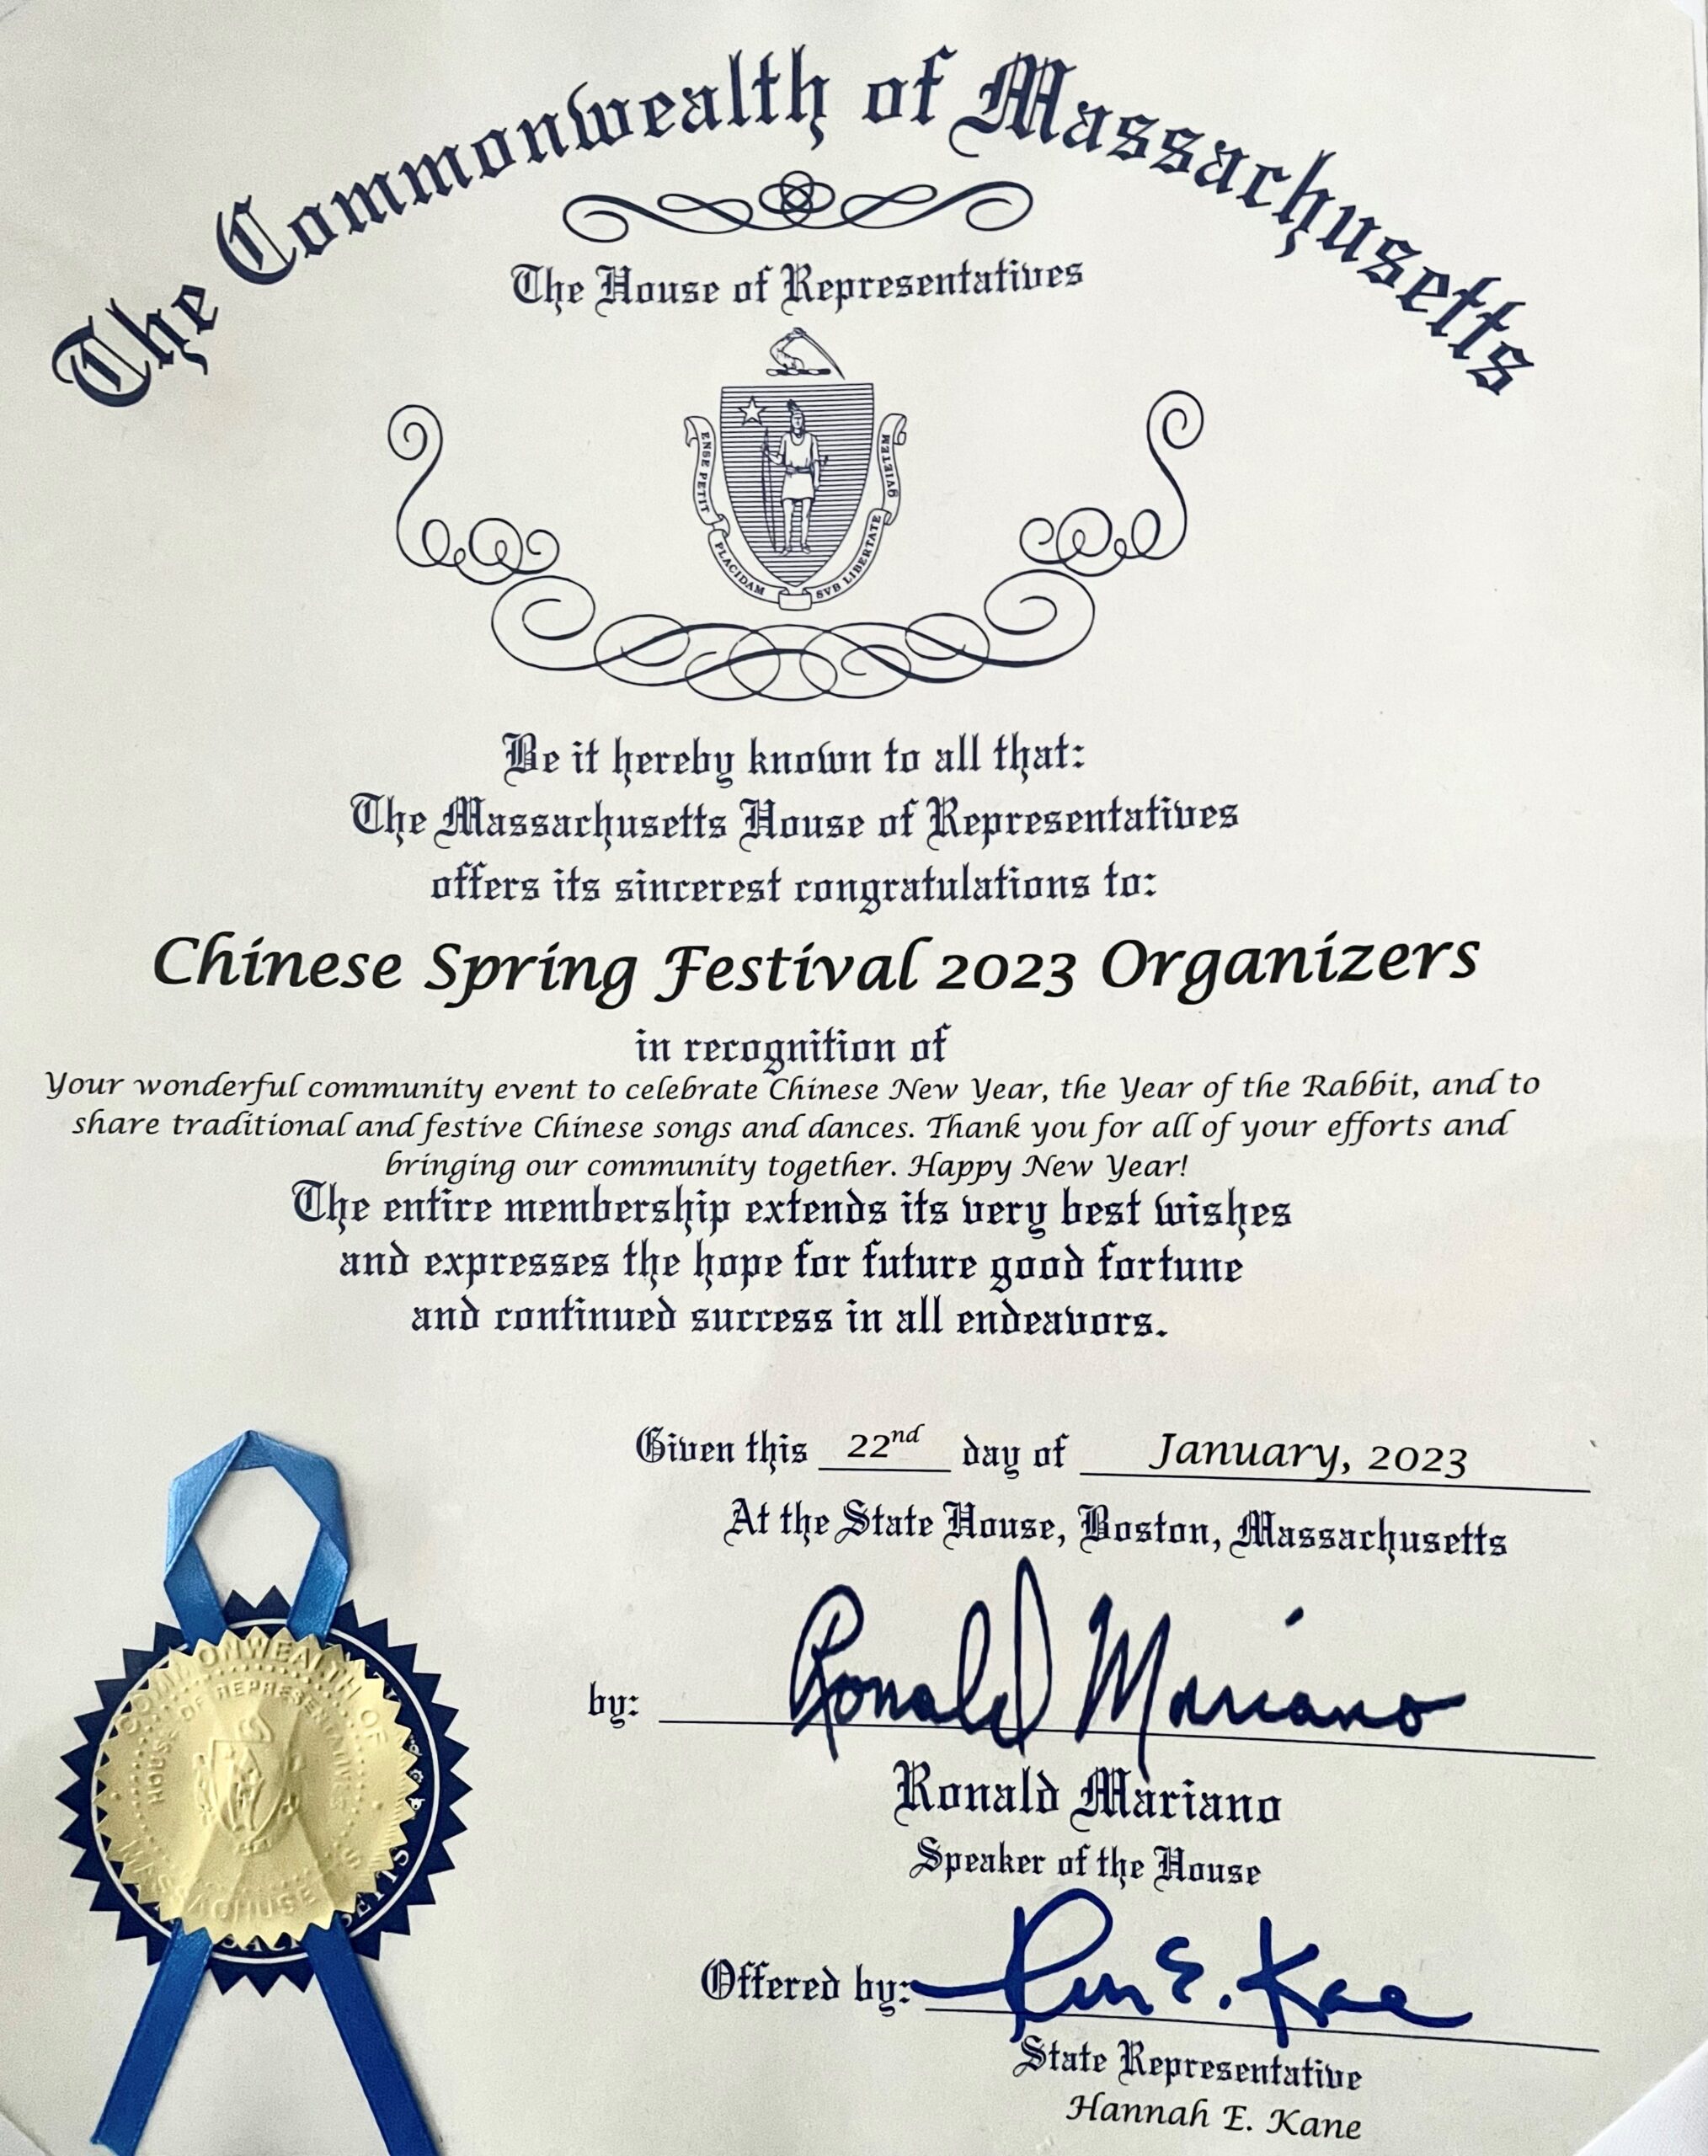 The Commonwealth of Massachusetts
The House of Representatives
ENSE PETIT PLACIDAM SVB LIBERTATE QVIETEM
Be it hereby known to all that:
The Massachusetts House of Representatives
offers its sincerest congratulations to:
Chinese Spring Festival 2023 Organizers
in recognition of
Your wonderful community event to celebrate Chinese New Year, the Year of the Rabbit, and to
share traditional and festive Chinese songs and dances. Thank you for all of your efforts and
bringing our community together. Happy New Year!
The entire membership extends its very best wishes
and expresses the hope for future good fortune
and continued success in all endeavors.
Given this 22nd day of January, 2023
At the State House, Boston, Massachusetts
by: Ronald Mariano
Ronald Mariano
Speaker of the House
Offered by:
State Representative
Hannah E. Kane
COMMONWEALTH OF MASSACHUSETTS
HOUSE OF REPRESENTATIVES